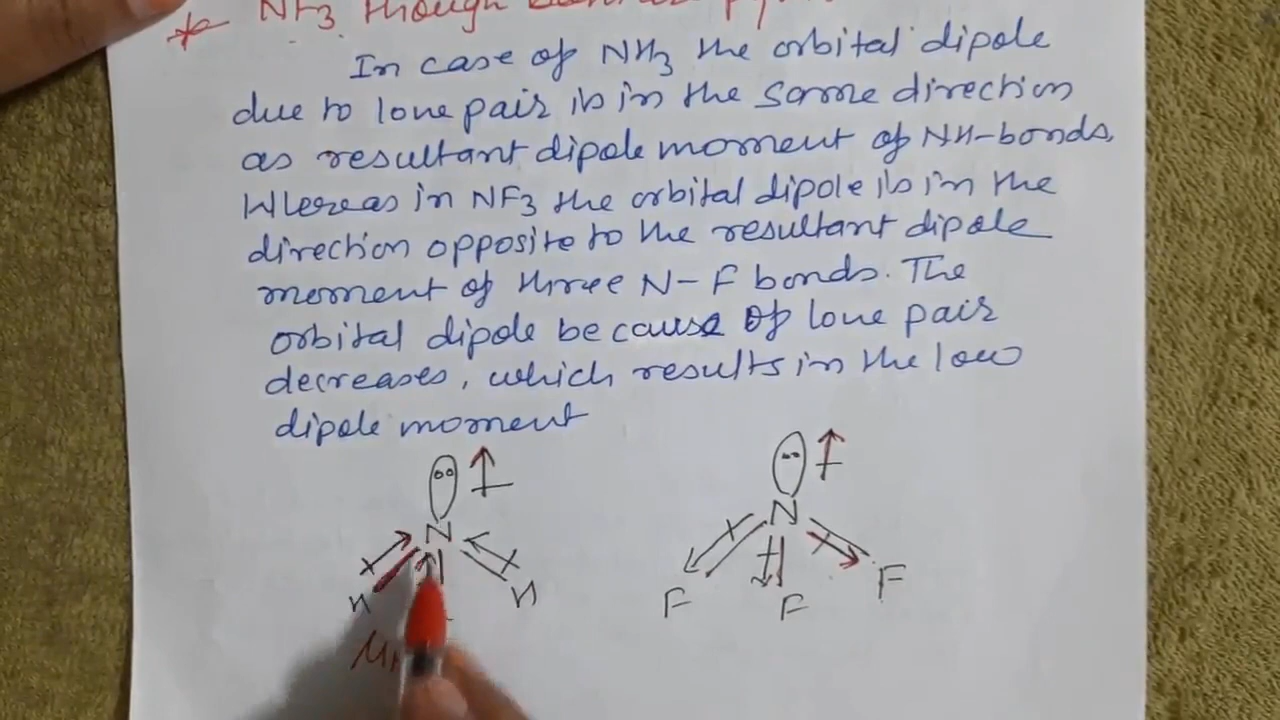 * NF3 though
In case of NH3 the orbital dipole
due to lone pair is in the same direction
as resultant dipole moment of NH-bonds,
Whereas in NF3 the orbital dipole is in the
direction opposite to the resultant dipole
moment of three N-F bonds. The
orbital dipole because of lone pair
decreases, which results in the low
dipole moment
N N
H H F F F